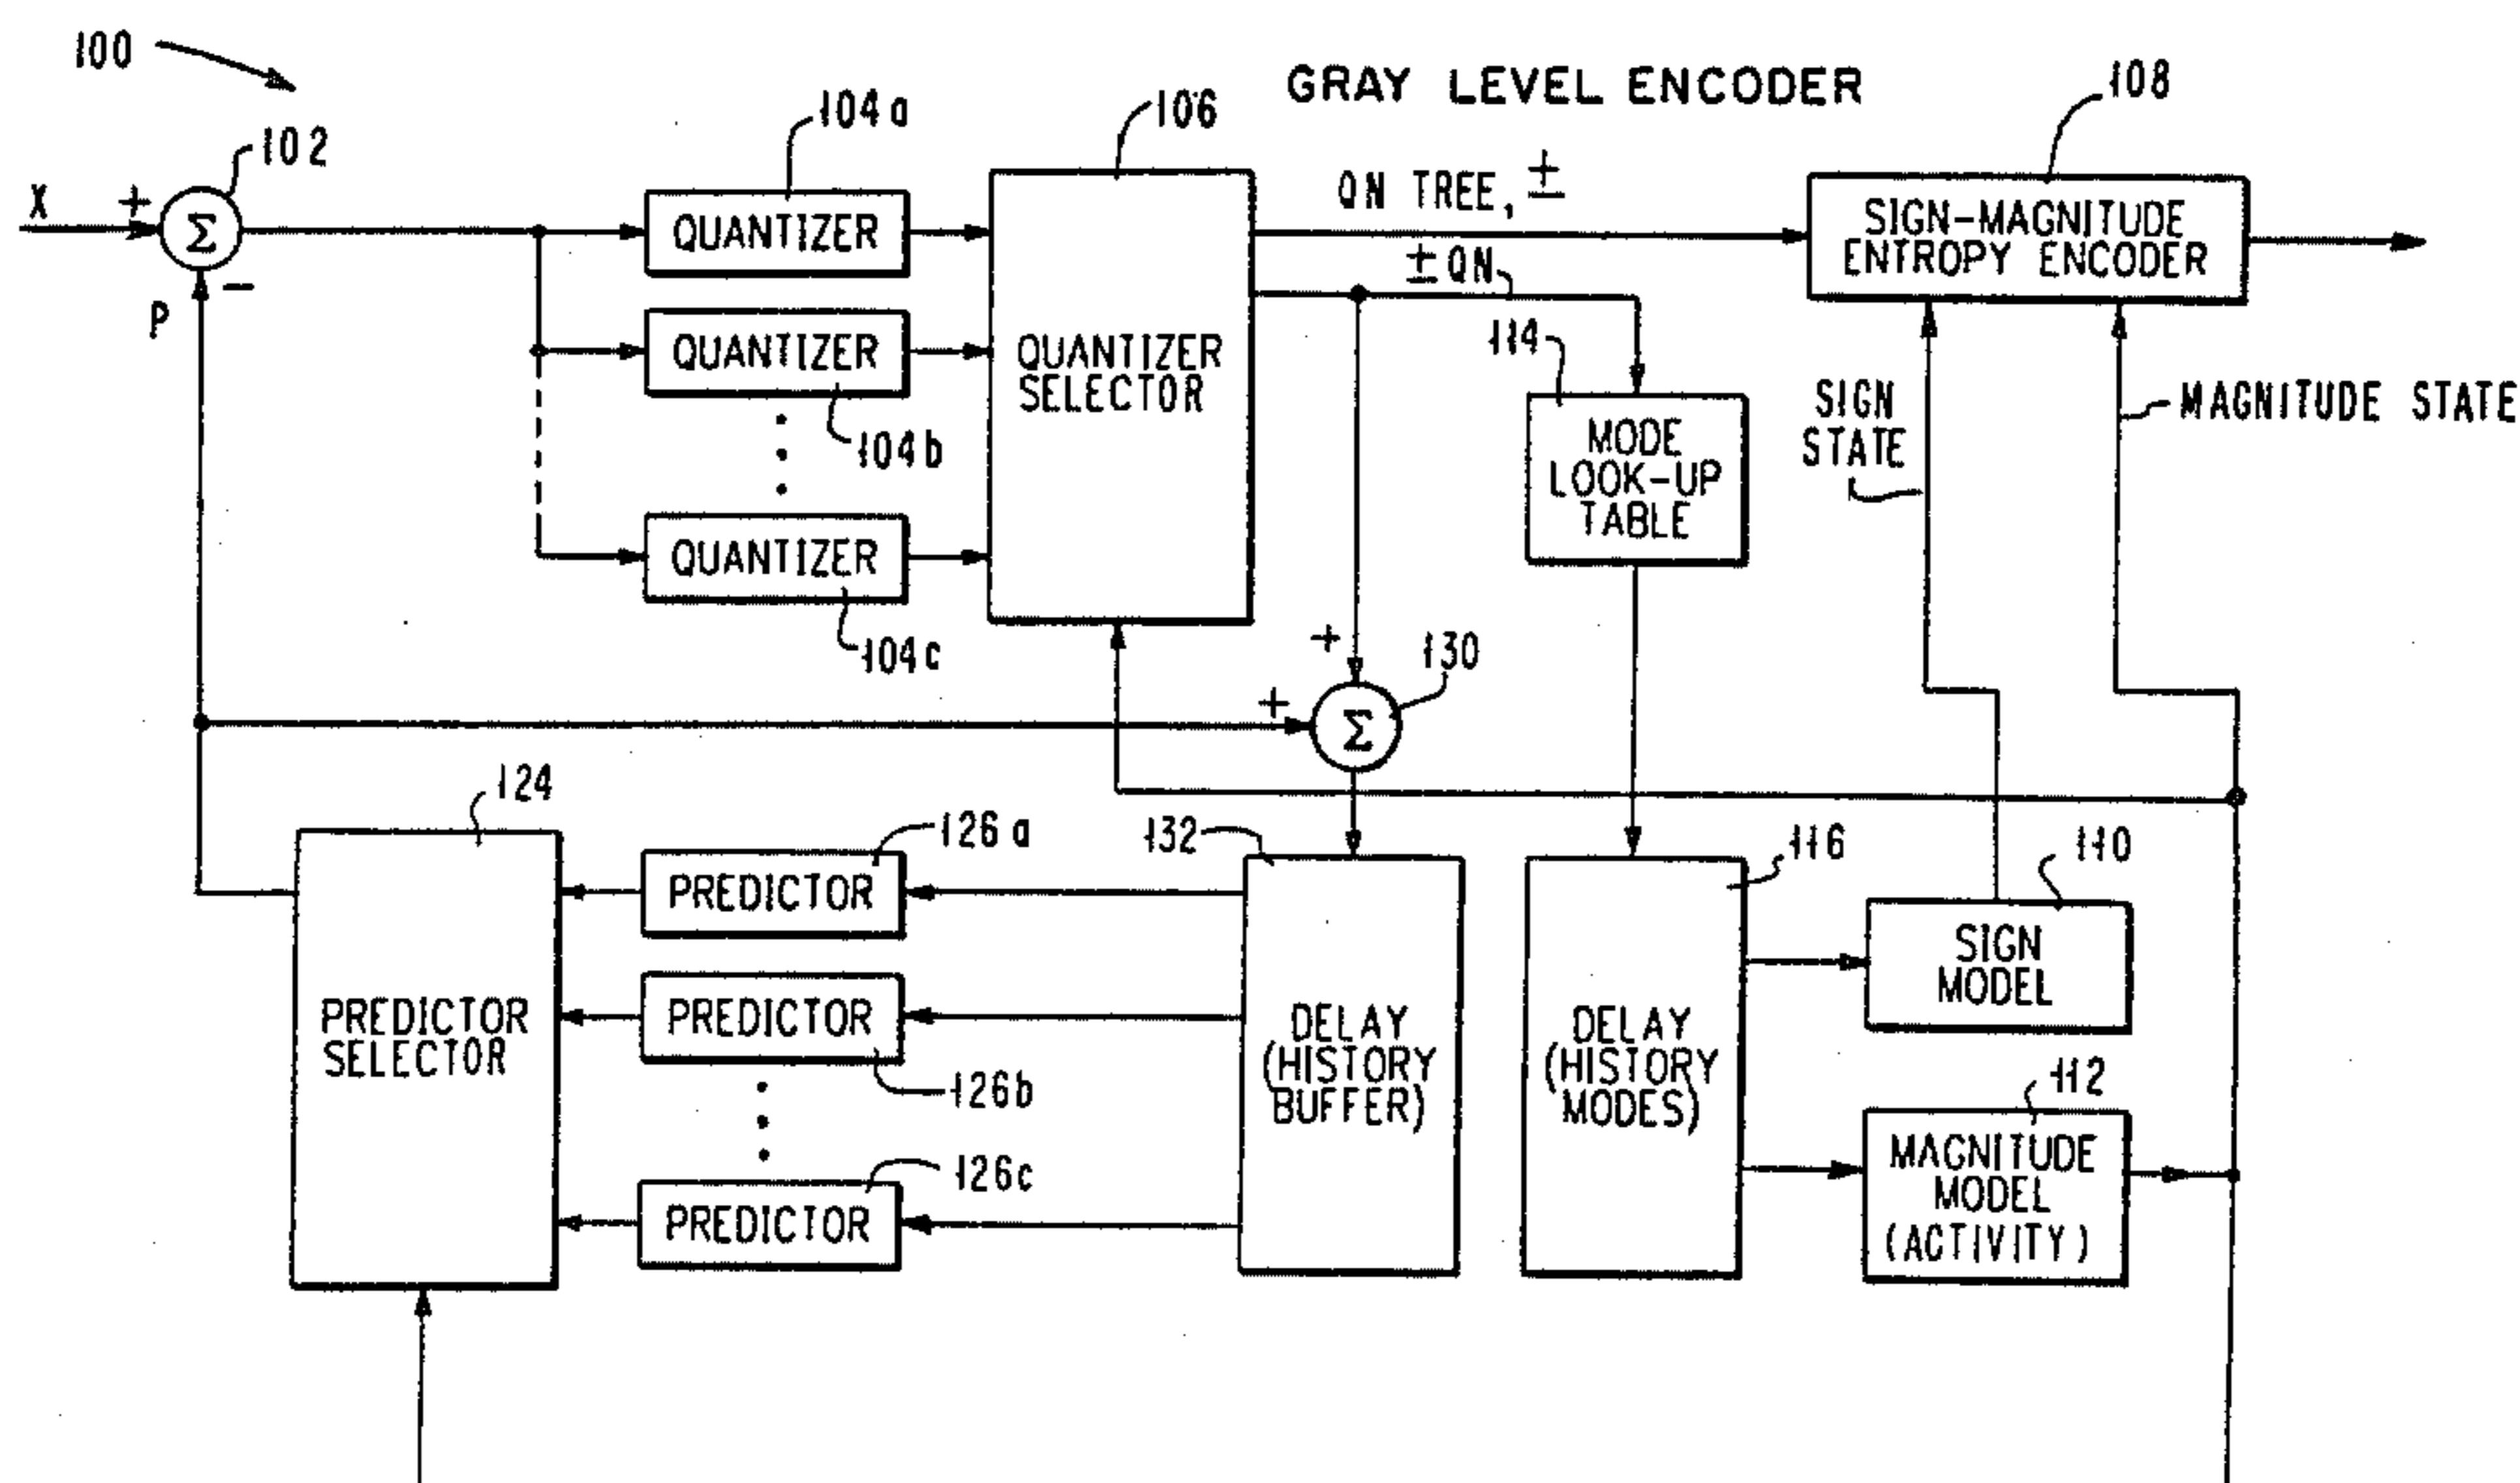 100
GRAY LEVEL ENCODER
108
104a
106
102
X
+
Σ
QUANTIZER
QN TREE, ±
SIGN-MAGNITUDE
ENTROPY ENCODER
±QN
P
−
QUANTIZER
QUANTIZER
SELECTOR
114
104b
MODE
LOOK-UP
TABLE
SIGN
STATE
MAGNITUDE STATE
QUANTIZER
104c
+
130
+
Σ
124
126a
132
116
110
PREDICTOR
SIGN
MODEL
PREDICTOR
SELECTOR
PREDICTOR
126b
DELAY
(HISTORY
BUFFER)
DELAY
(HISTORY
MODES)
112
126c
MAGNITUDE
MODEL
(ACTIVITY)
PREDICTOR